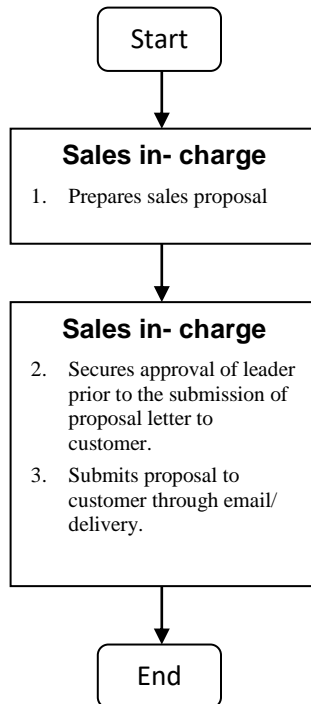 Start
Sales in- charge
1. Prepares sales proposal
Sales in- charge
2. Secures approval of leader
prior to the submission of
proposal letter to
customer.
3. Submits proposal to
customer through email/
delivery.
End